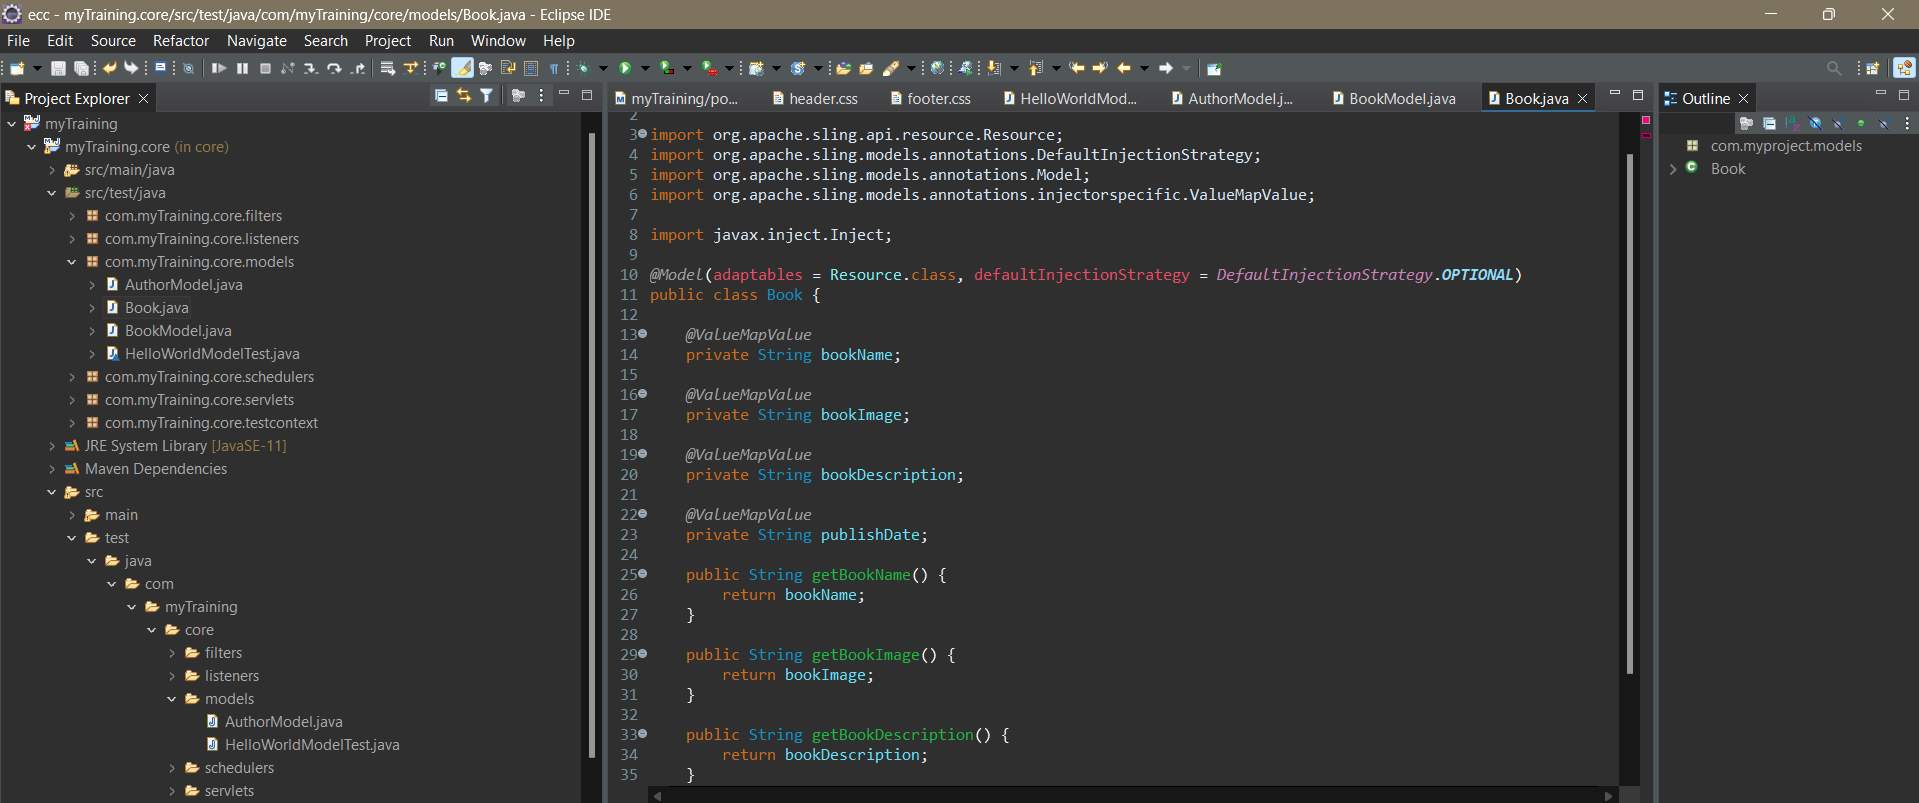 ecc - myTraining.core/src/test/java/com/myTraining/core/models/Book.java - Eclipse IDE
File Edit Source Refactor Navigate Search Project Run Window Help
Project Explorer
myTraining
myTraining.core (in core)
src/main/java
src/test/java
com.myTraining.core.filters
com.myTraining.core.listeners
com.myTraining.core.models
AuthorModel.java
Book.java
BookModel.java
HelloWorldModelTest.java
com.myTraining.core.schedulers
com.myTraining.core.servlets
com.myTraining.core.testcontext
JRE System Library [JavaSE-11]
Maven Dependencies
src
main
test
java
com
myTraining
core
filters
listeners
models
AuthorModel.java
HelloWorldModelTest.java
schedulers
servlets
myTraining/po... header.css footer.css HelloWorldMod... AuthorModel.j... BookModel.java Book.java
2
3 import org.apache.sling.api.resource.Resource;
4 import org.apache.sling.models.annotations.DefaultInjectionStrategy;
5 import org.apache.sling.models.annotations.Model;
6 import org.apache.sling.models.annotations.injectorspecific.ValueMapValue;
7
8 import javax.inject.Inject;
9
10 @Model(adaptables = Resource.class, defaultInjectionStrategy = DefaultInjectionStrategy.OPTIONAL)
11 public class Book {
12
13 @ValueMapValue
14 private String bookName;
15
16 @ValueMapValue
17 private String bookImage;
18
19 @ValueMapValue
20 private String bookDescription;
21
22 @ValueMapValue
23 private String publishDate;
24
25 public String getBookName() {
26 return bookName;
27 }
28
29 public String getBookImage() {
30 return bookImage;
31 }
32
33 public String getBookDescription() {
34 return bookDescription;
35 }
Outline
com.myproject.models
Book